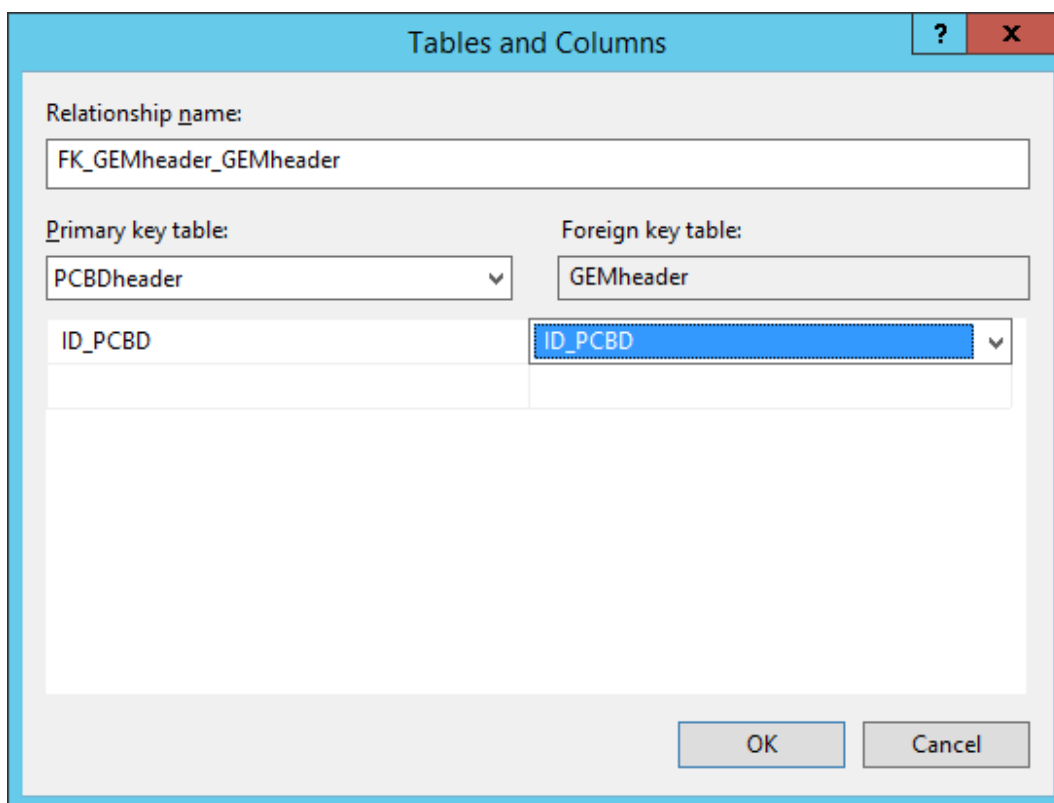 Tables and Columns
? x
Relationship name:
FK_GEMheader_GEMheader
Primary key table: Foreign key table:
PCBDheader GEMheader
ID_PCBD ID_PCBD
OK Cancel